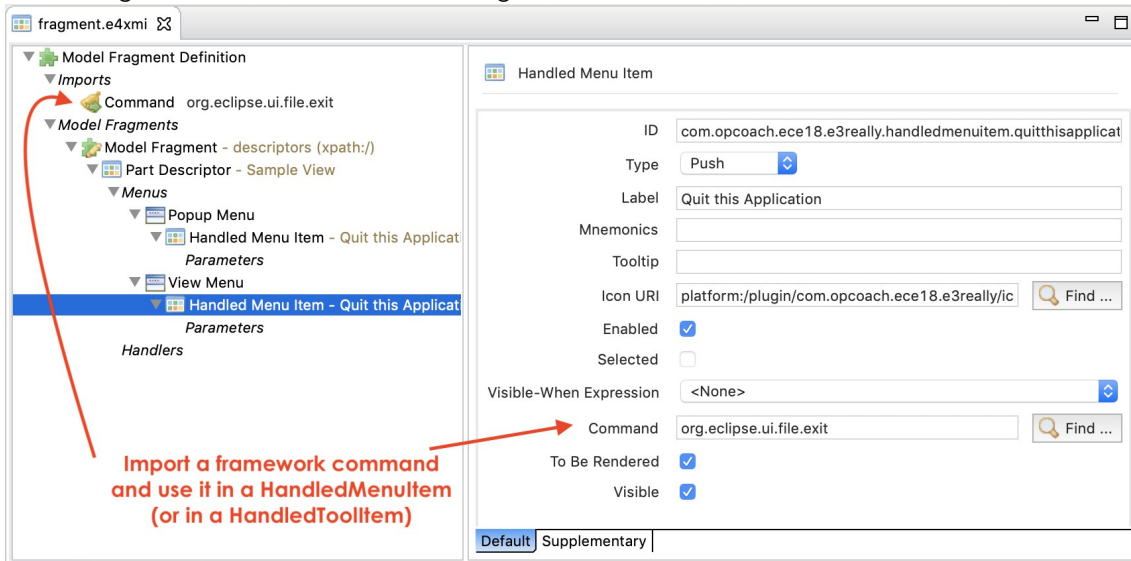 fragment.e4xmi
Model Fragment Definition
Imports
Command org.eclipse.ui.file.exit
Model Fragments
Model Fragment - descriptors (xpath:/)
Part Descriptor - Sample View
Menus
Popup Menu
Handled Menu Item - Quit this Applicat
Parameters
View Menu
Handled Menu Item - Quit this Applicati
Parameters
Handlers
Import a framework command
and use it in a HandledMenuItem
(or in a HandledToolItem)
Handled Menu Item
ID com.opcoach.ece18.e3really.handledmenuitem.quitthisapplicat
Type Push
Label Quit this Application
Mnemonics
Tooltip
Icon URI platform:/plugin/com.opcoach.ece18.e3really/ic Find ...
Enabled
Selected
Visible-When Expression <None>
Command org.eclipse.ui.file.exit Find ...
To Be Rendered
Visible
Default Supplementary